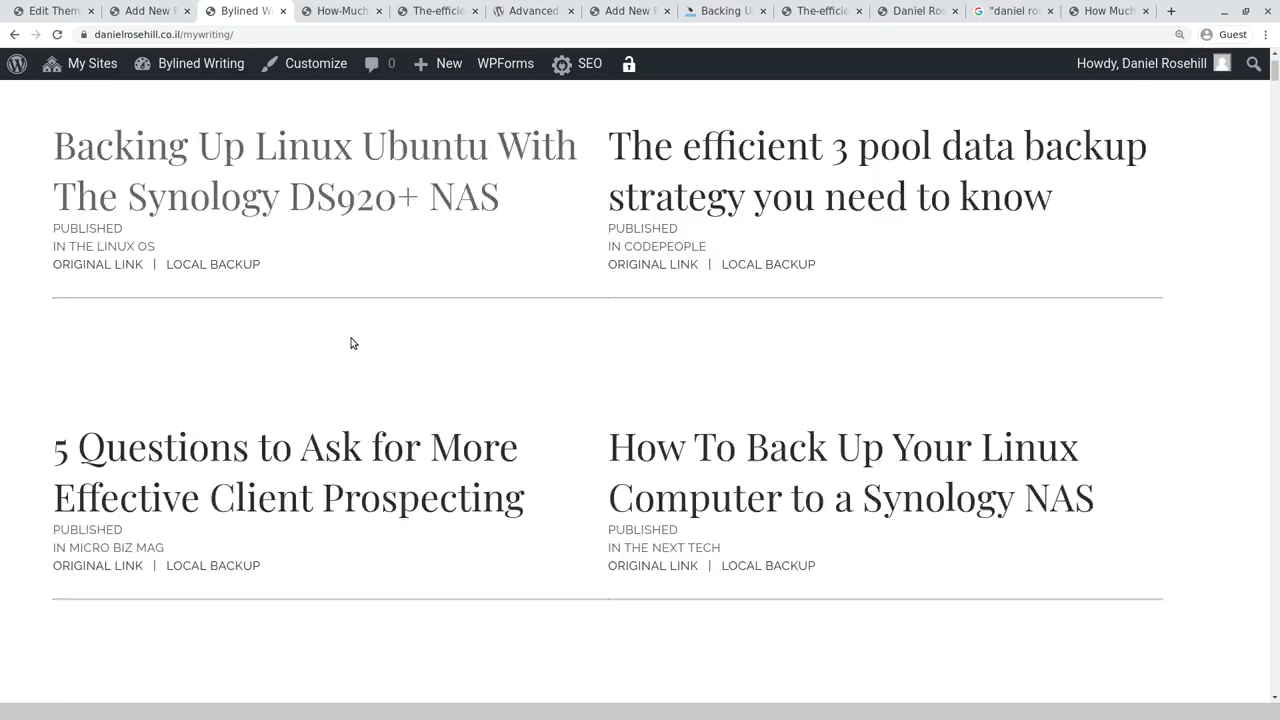 Edit Them
Add New P
Bylined W
How-Much
The-efficie
Advanced
Add New P
Backing U
The-efficie
Daniel Ros
"daniel ros
How Much
danielrosehill.co.il/mywriting/
Guest
My Sites
Bylined Writing
Customize
0
New
WPForms
SEO
Howdy, Daniel Rosehill
Backing Up Linux Ubuntu With
The Synology DS920+ NAS
PUBLISHED
IN THE LINUX OS
ORIGINAL LINK | LOCAL BACKUP
The efficient 3 pool data backup
strategy you need to know
PUBLISHED
IN CODEPEOPLE
ORIGINAL LINK | LOCAL BACKUP
5 Questions to Ask for More
Effective Client Prospecting
PUBLISHED
IN MICRO BIZ MAG
ORIGINAL LINK | LOCAL BACKUP
How To Back Up Your Linux
Computer to a Synology NAS
PUBLISHED
IN THE NEXT TECH
ORIGINAL LINK | LOCAL BACKUP